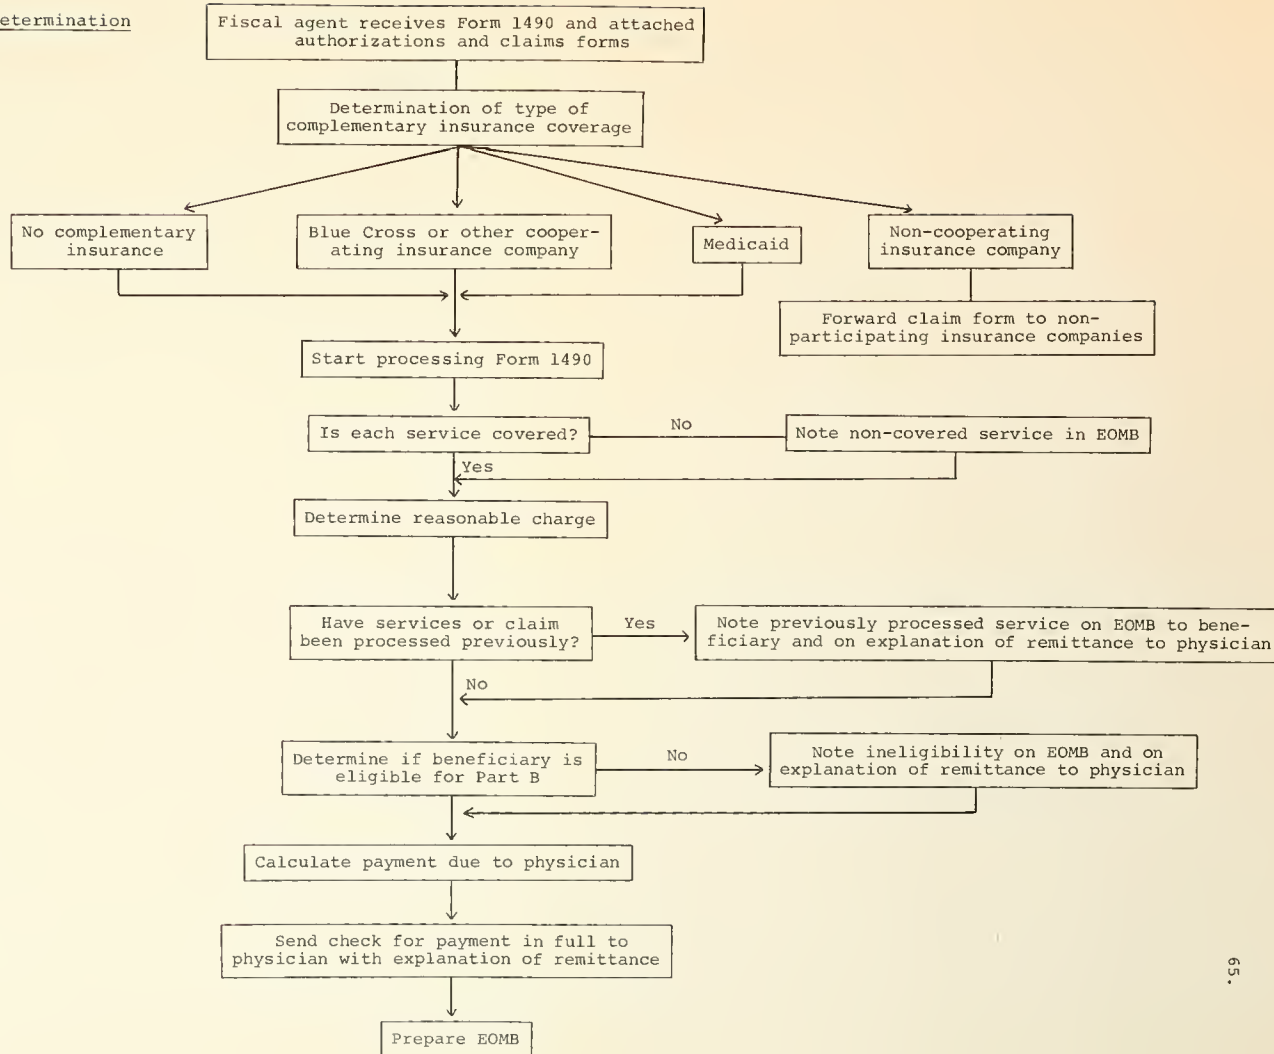 etermination
Fiscal agent receives Form 1490 and attached
authorizations and claims forms
Determination of type of
complementary insurance coverage
No complementary
insurance
Blue Cross or other cooper-
ating insurance company
Medicaid
Non-cooperating
insurance company
Forward claim form to non-
participating insurance companies
Start processing Form 1490
Is each service covered?
No
Note non-covered service in EOMB
Yes
Determine reasonable charge
Have services or claim
been processed previously?
Yes
Note previously processed service on EOMB to bene-
ficiary and on explanation of remittance to physician
No
Determine if beneficiary is
eligible for Part B
No
Note ineligibility on EOMB and on
explanation of remittance to physician
Calculate payment due to physician
Send check for payment in full to
physician with explanation of remittance
Prepare EOMB
65.